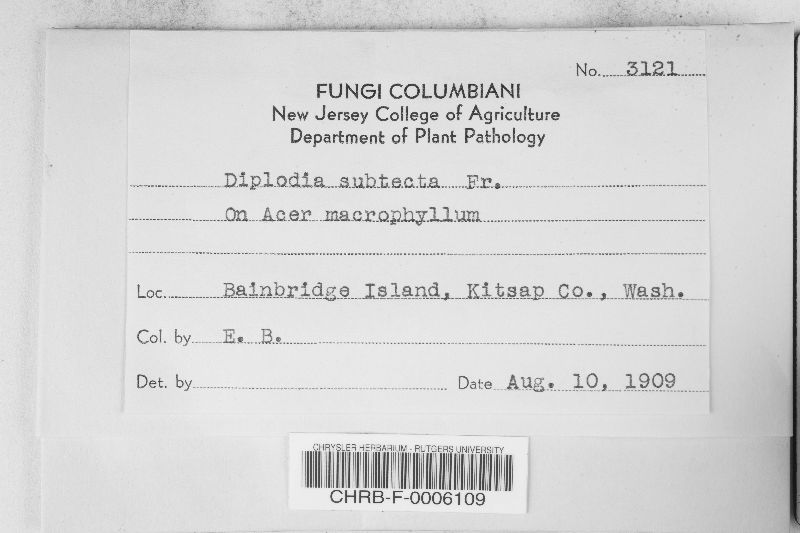 No. 3121
FUNGI COLUMBIANI
New Jersey College of Agriculture
Department of Plant Pathology
Diplodia subtecta Fr.
On Acer macrophyllum
Loc. Bainbridge Island, Kitsap Co., Wash.
Col. by E. B.
Det. by Date Aug. 10, 1909
CHRYSLER HERBARIUM - RUTGERS UNIVERSITY
CHRB-F-0006109